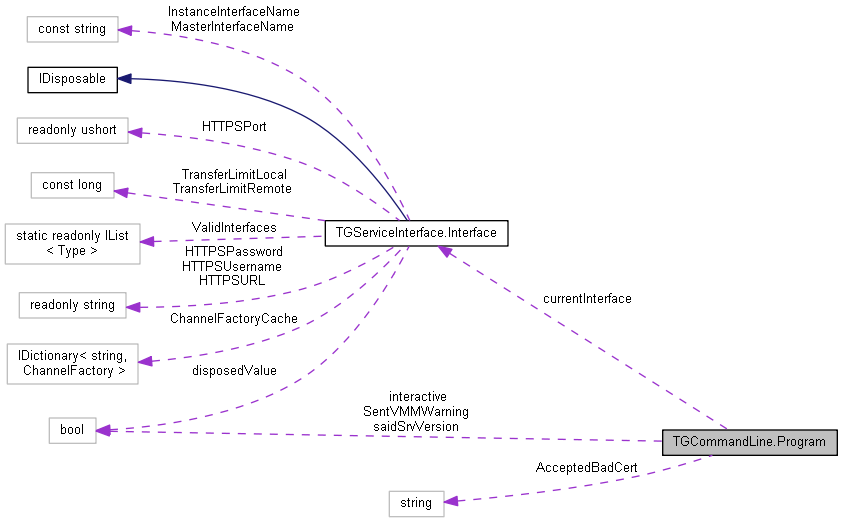 InstanceInterfaceName
MasterInterfaceName
const string
IDisposable
readonly ushort
HTTPSPort
const long
TransferLimitLocal
TransferLimitRemote
static readonly IList
< Type >
ValidInterfaces
TGServiceInterface.Interface
HTTPSPassword
HTTPSUsername
HTTPSURL
readonly string
currentInterface
ChannelFactoryCache
IDictionary< string,
ChannelFactory >
disposedValue
interactive
SentVMMWarning
saidSrvVersion
bool
TGCommandLine.Program
AcceptedBadCert
string